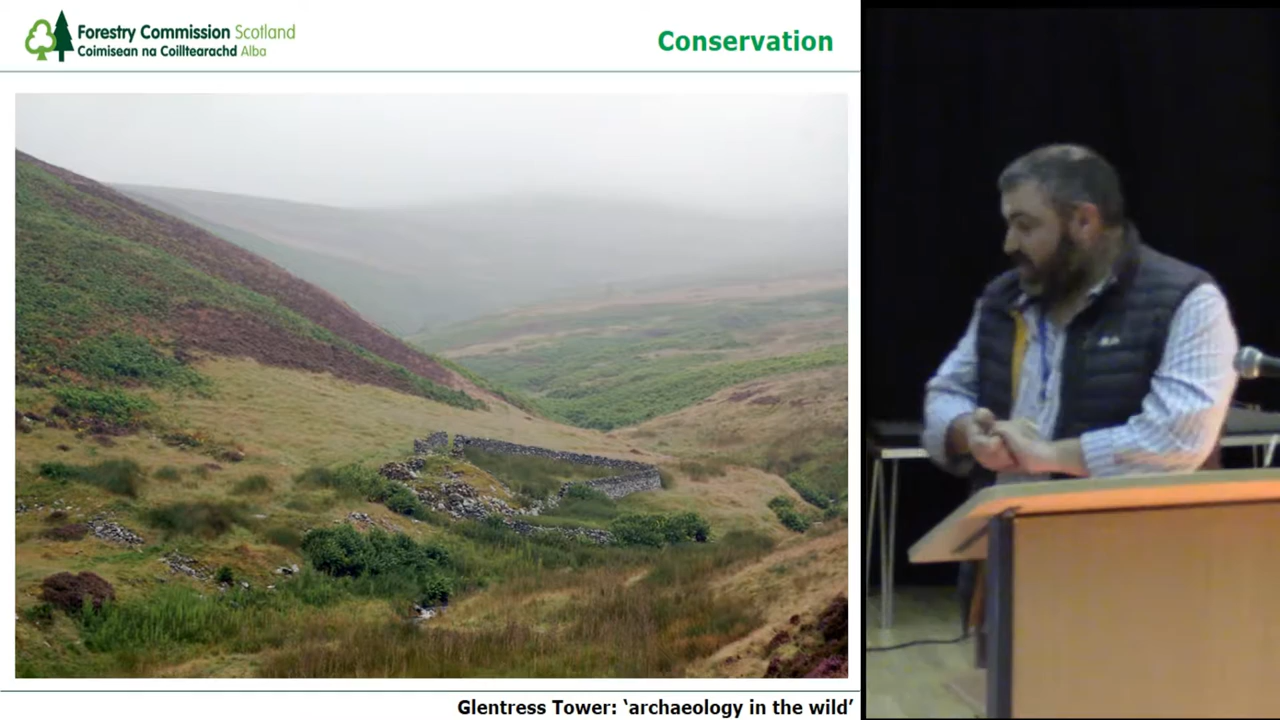 Forestry Commission Scotland
Coimisean na Coilltearachd Alba
Conservation
Glentress Tower: ‘archaeology in the wild’